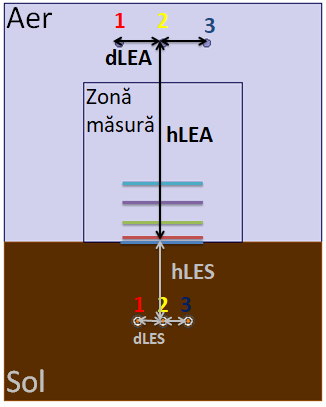 Aer
1 2 3
dLEA
Zonă
măsură
hLEA
hLES
1 2 3
dLES
Sol